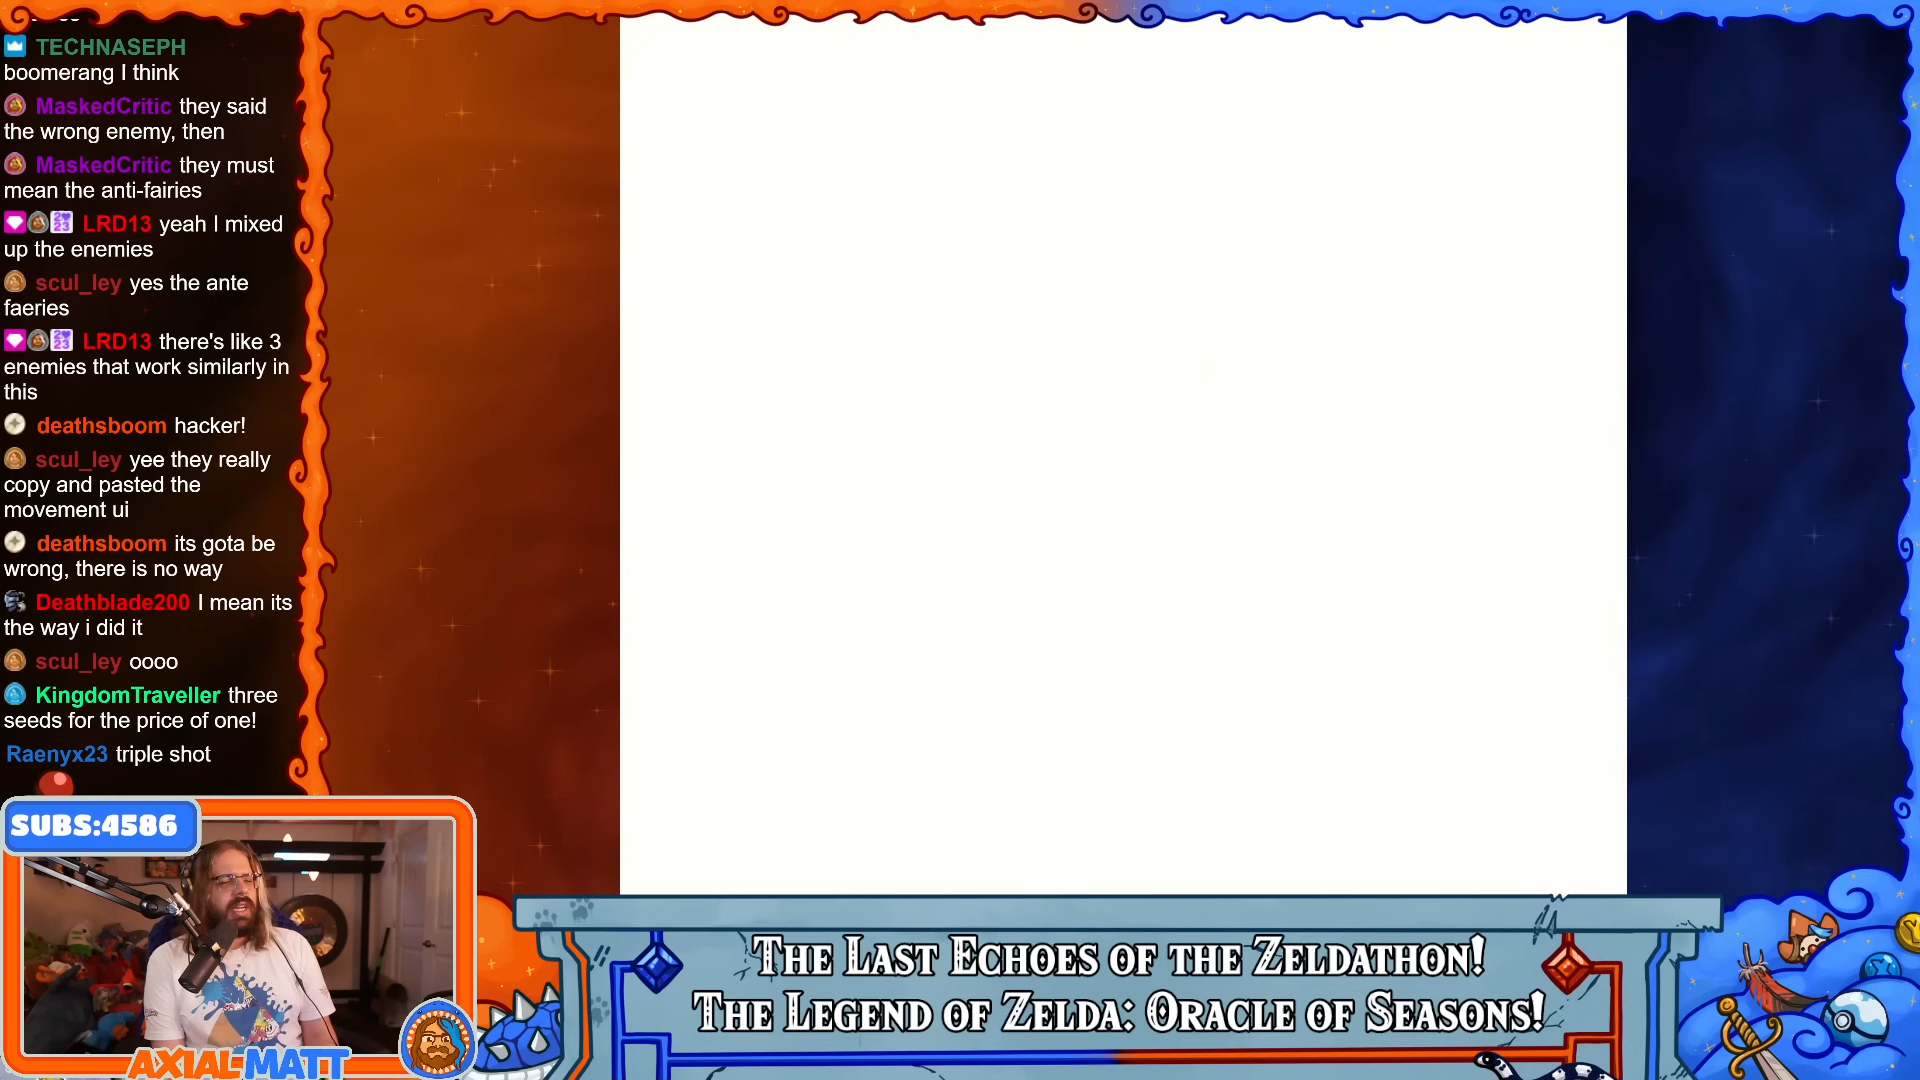 TECHNASEPH
boomerang I think
MaskedCritic they said
the wrong enemy, then
MaskedCritic they must
mean the anti-fairies
LRD13 yeah I mixed
up the enemies
scul_ley yes the ante
faeries
LRD13 there's like 3
enemies that work similarly in
this
deathsboom hacker!
scul_ley yee they really
copy and pasted the
movement ui
deathsboom its gota be
wrong, there is no way
Deathblade200 I mean its
the way i did it
scul_ley oooo
KingdomTraveller three
seeds for the price of one!
Raenyx23 triple shot
SUBS:4586
AXIALMATT
The Last Echoes of the Zeldathon!
The Legend of Zelda: Oracle of Seasons!